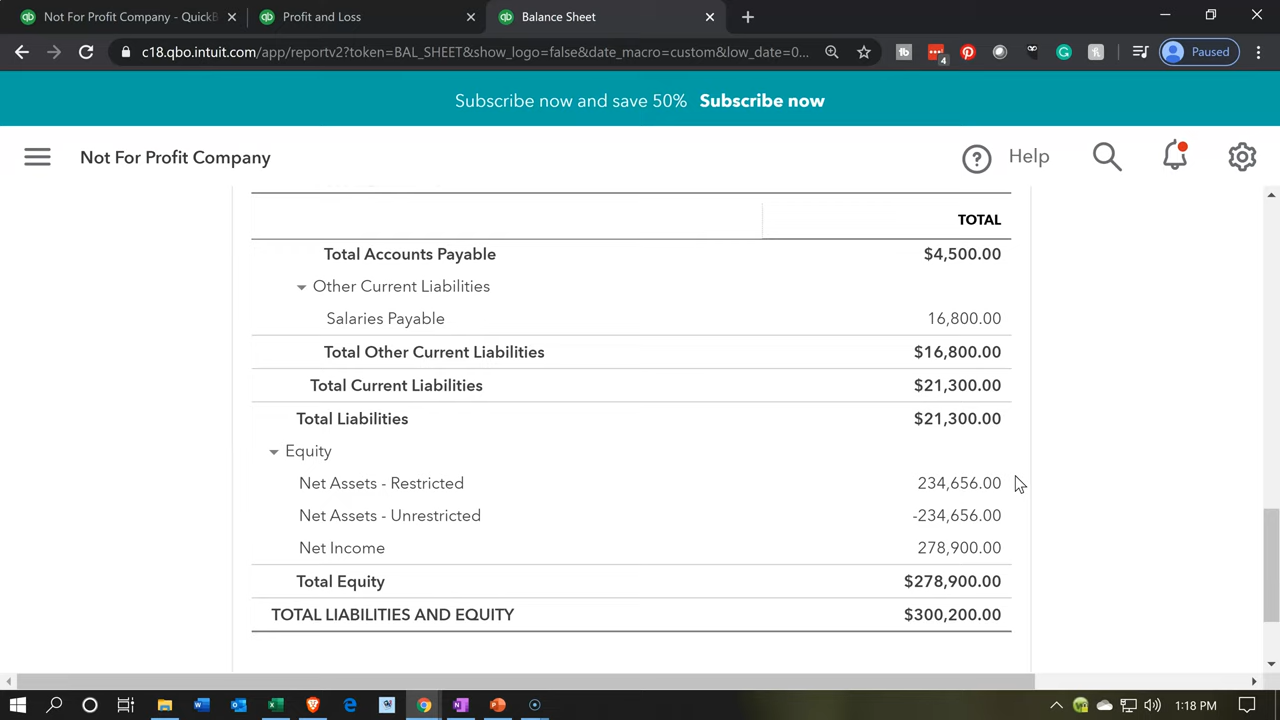 Not For Profit Company - QuickB
Profit and Loss
Balance Sheet
c18.qbo.intuit.com/app/reportv2?token=BAL_SHEET&show_logo=false&date_macro=custom&low_date=0...
4
Paused
Subscribe now and save 50% Subscribe now
Not For Profit Company
Help
TOTAL
Total Accounts Payable $4,500.00
Other Current Liabilities
Salaries Payable 16,800.00
Total Other Current Liabilities $16,800.00
Total Current Liabilities $21,300.00
Total Liabilities $21,300.00
Equity
Net Assets - Restricted 234,656.00
Net Assets - Unrestricted -234,656.00
Net Income 278,900.00
Total Equity $278,900.00
TOTAL LIABILITIES AND EQUITY $300,200.00
1:18 PM